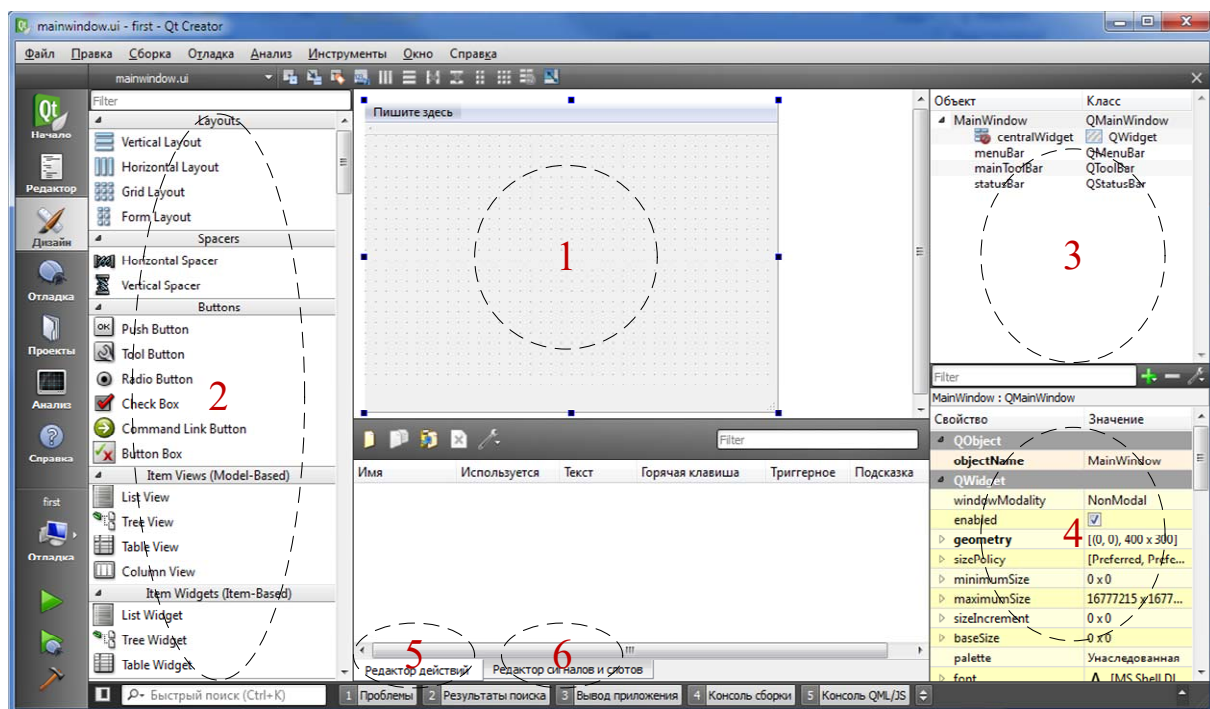 mainwindow.ui - first - Qt Creator
Файл Правка Сборка Отладка Анализ Инструменты Окно Справка
mainwindow.ui
Qt
Начало
Редактор
Дизайн
Отладка
Проекты
Анализ
Справка
first
Отладка
Filter
Layouts
Vertical Layout
Horizontal Layout
Grid Layout
Form Layout
Spacers
Horizontal Spacer
Vertical Spacer
Buttons
OK Push Button
Tool Button
Radio Button
Check Box
Command Link Button
Button Box
Item Views (Model-Based)
List View
Tree View
Table View
Column View
Item Widgets (Item-Based)
List Widget
Tree Widget
Table Widget
2
Пишите здесь
1
Filter
Имя Используется Текст Горячая клавиша Триггерное Подсказка
5 6
Редактор действий Редактор сигналов и слотов
Объект Класс
MainWindow QMainWindow
centralWidget QWidget
menuBar QMenuBar
mainToolBar QToolBar
statusBar QStatusBar
3
Filter
MainWindow : QMainWindow
Свойство Значение
QObject
objectName MainWindow
QWidget
windowModality NonModal
enabled
geometry [(0, 0), 400 x 300]
sizePolicy [Preferred, Prefe...
minimumSize 0 x 0
maximumSize 16777215 x 1677...
sizeIncrement 0 x 0
baseSize 0 x 0
palette Унаследованная
font A [MS Shell Dl
4
Быстрый поиск (Ctrl+K) 1 Проблемы 2 Результаты поиска 3 Вывод приложения 4 Консоль сборки 5 Консоль QML/JS